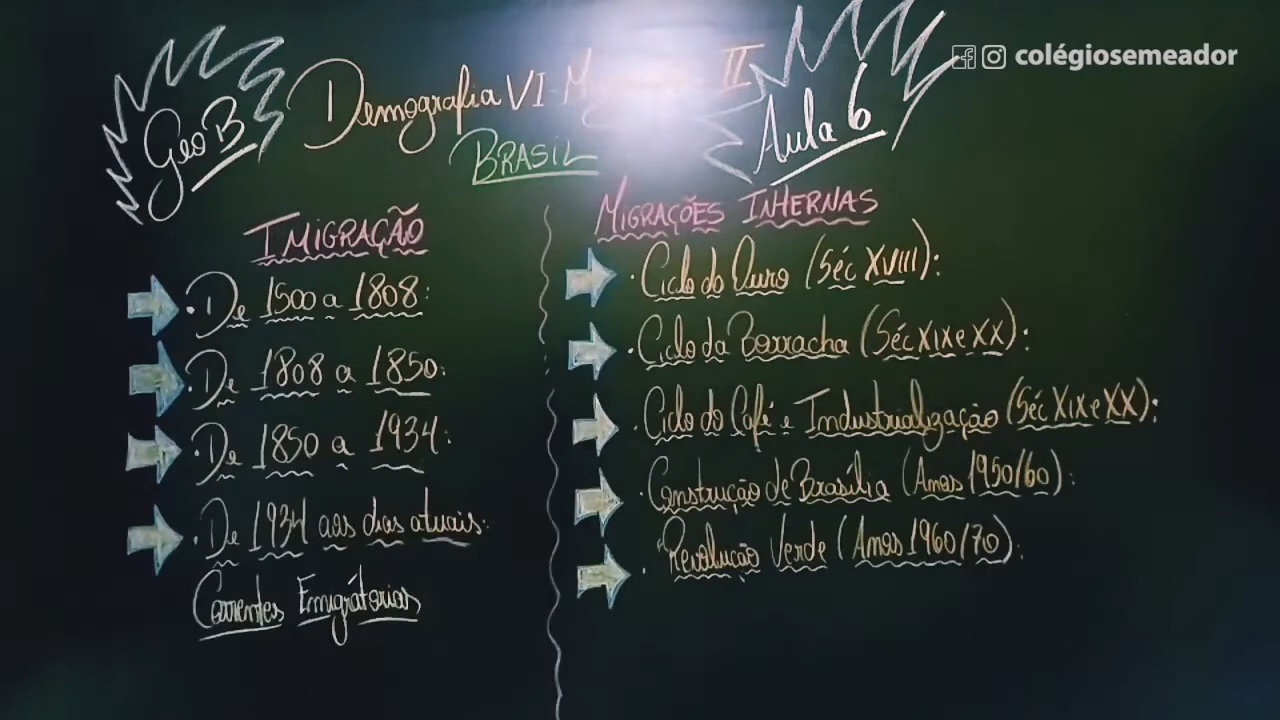 colégiosemeador
Geo B
Demografia VI - II
Aula 6
BRASIL
IMIGRAÇÃO
• De 1500 a 1808:
• De 1808 a 1850:
• De 1850 a 1934:
• De 1934 aos dias atuais:
Correntes Emigratórias
MIGRAÇÕES INTERNAS
• Ciclo do Ouro (Séc XVIII):
• Ciclo da Borracha (Séc XIX e XX):
• Ciclo do Café e Industrialização (Séc XIX e XX):
• Construção de Brasília (Anos 1950/60):
• Revolução Verde (Anos 1960/70):